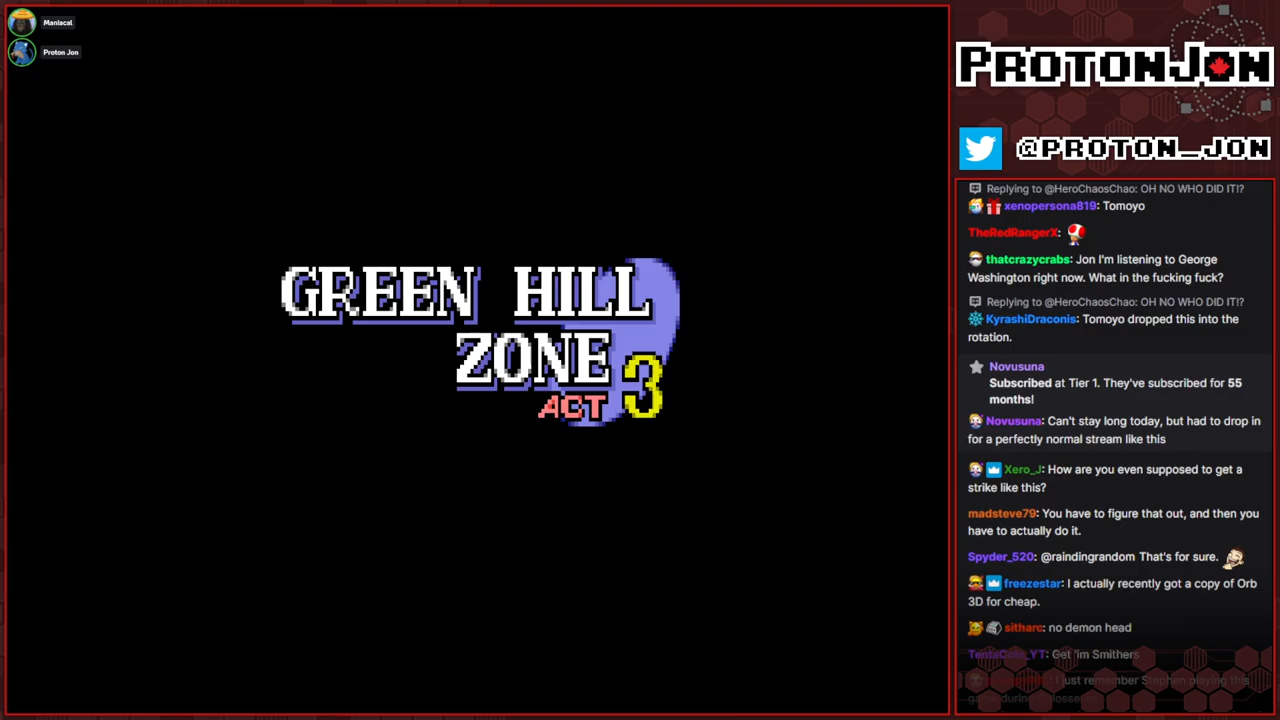 Maniacal
Proton Jon
GREEN HILL
ZONE
ACT 3
PROTONJON
@PROTON_JON
Replying to @HeroChaosChao: OH NO WHO DID IT!?
xenopersona819: Tomoyo
TheRedRangerX:
thatcrazycrabs: Jon I'm listening to George
Washington right now. What in the fucking fuck?
Replying to @HeroChaosChao: OH NO WHO DID IT!?
KyrashiDraconis: Tomoyo dropped this into the
rotation.
Novusuna
Subscribed at Tier 1. They've subscribed for 55
months!
Novusuna: Can't stay long today, but had to drop in
for a perfectly normal stream like this
Xero_J: How are you even supposed to get a
strike like this?
madsteve79: You have to figure that out, and then you
have to actually do it.
Spyder_520: @raindingrandom That's for sure.
freezestar: I actually recently got a copy of Orb
3D for cheap.
sitharc: no demon head
Get 'im Smithers
I just remember Stephen playing this
during